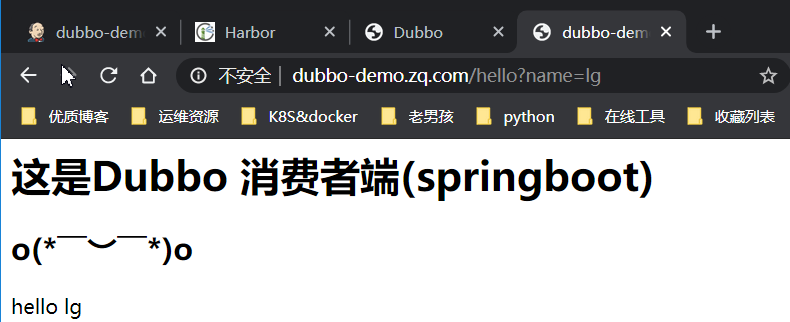 dubbo-dem Harbor Dubbo dubbo-dem
不安全 dubbo-demo.zq.com/hello?name=lg
优质博客 运维资源 K8S&docker 老男孩 python 在线工具 收藏列表
这是Dubbo 消费者端(springboot)
o(*￣︶￣*)o
hello lg